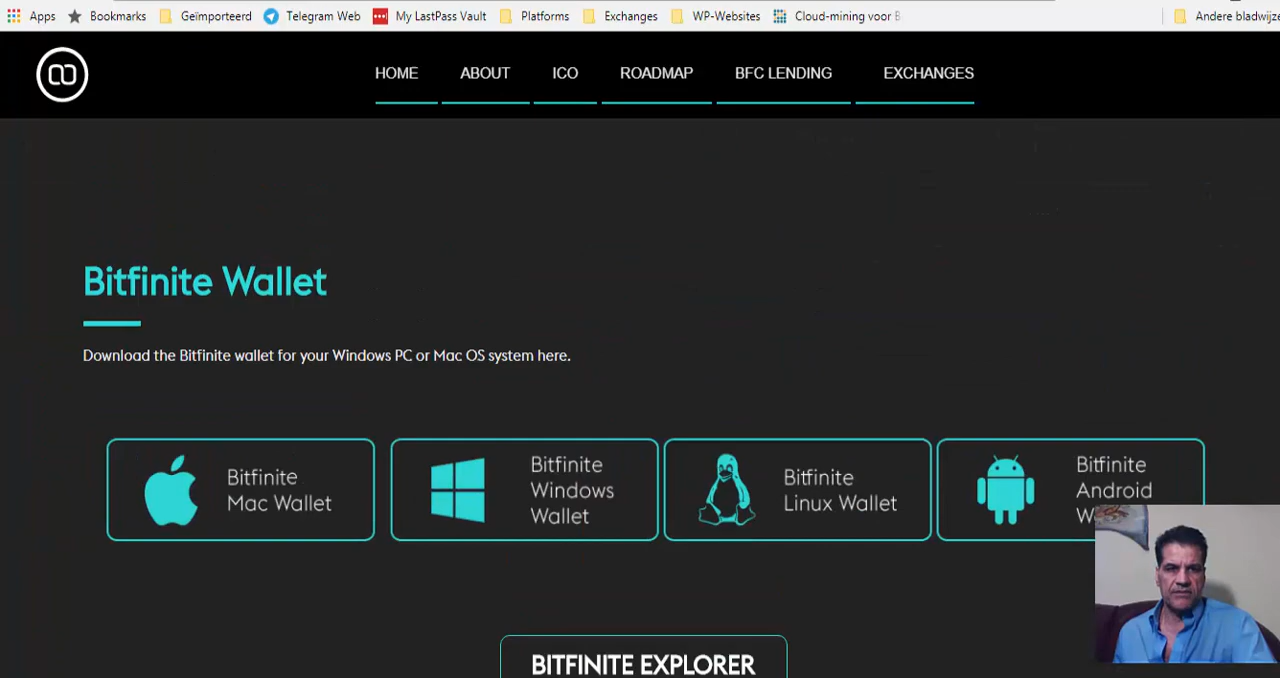 Apps Bookmarks Geïmporteerd Telegram Web My LastPass Vault Platforms Exchanges WP-Websites Cloud-mining voor Andere bladwijze
HOME ABOUT ICO ROADMAP BFC LENDING EXCHANGES
Bitfinite Wallet
Download the Bitfinite wallet for your Windows PC or Mac OS system here.
Bitfinite
Mac Wallet
Bitfinite
Windows
Wallet
Bitfinite
Linux Wallet
Bitfinite
Android
BITFINITE EXPLORER